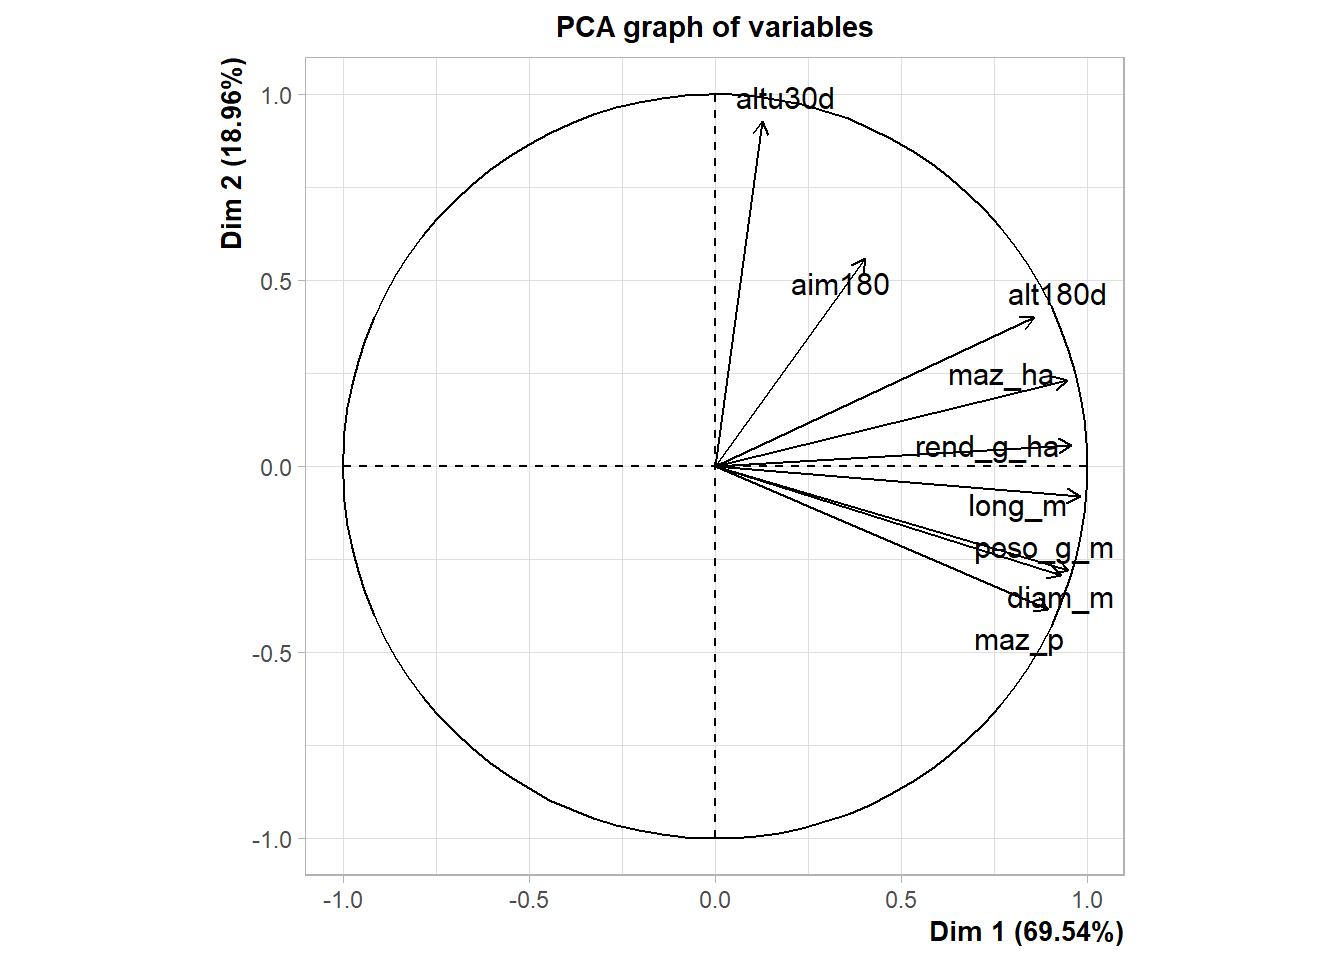 PCA graph of variables
Dim 2 (18.96%)
1.0
0.5
0.0
-0.5
-1.0
altu30d
aim180
alt180d
maz_ha
rend_g_ha
long_m
poso_g_m
diam_m
maz_p
-1.0
-0.5
0.0
0.5
1.0
Dim 1 (69.54%)